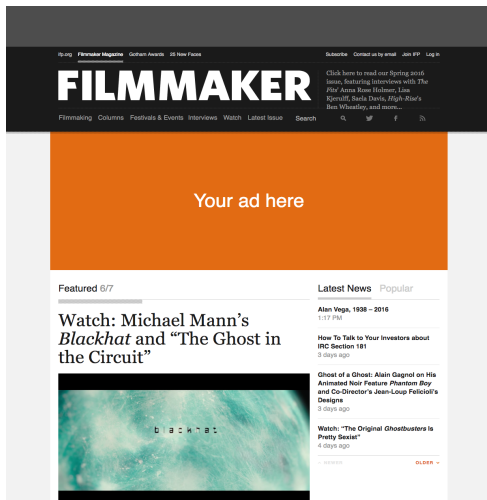 ifp.org Filmmaker Magazine Gotham Awards 25 New Faces Subscribe Contact us by email Join IFP Log in
FILMMAKER
Click here to read our Spring 2016
issue, featuring interviews with The
Fits' Anna Rose Holmer, Lisa
Kjerulff, Saela Davis, High-Rise's
Ben Wheatley, and more...
Filmmaking Columns Festivals & Events Interviews Watch Latest Issue Search
Your ad here
Featured 6/7
Watch: Michael Mann's
Blackhat and “The Ghost in
the Circuit”
blackhat
Latest News Popular
Alan Vega, 1938 – 2016
1:17 PM
How To Talk to Your Investors about
IRC Section 181
3 days ago
Ghost of a Ghost: Alain Gagnol on His
Animated Noir Feature Phantom Boy
and Co-Director's Jean-Loup Felicioli's
Designs
3 days ago
Watch: “The Original Ghostbusters Is
Pretty Sexist”
4 days ago
← NEWER OLDER →